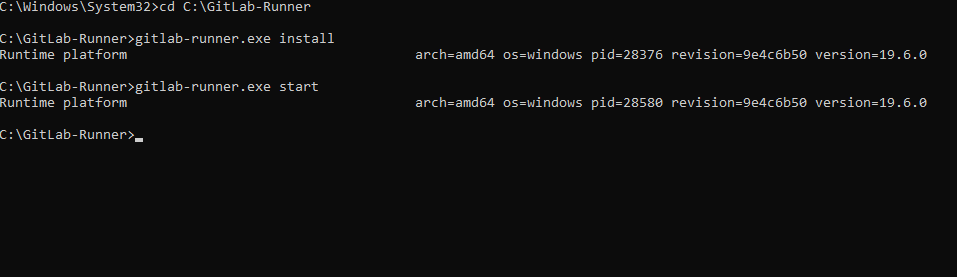 C:\Windows\System32>cd C:\GitLab-Runner
C:\GitLab-Runner>gitlab-runner.exe install
Runtime platform                                    arch=amd64 os=windows pid=28376 revision=9e4c6b50 version=19.6.0
C:\GitLab-Runner>gitlab-runner.exe start
Runtime platform                                    arch=amd64 os=windows pid=28580 revision=9e4c6b50 version=19.6.0
C:\GitLab-Runner>